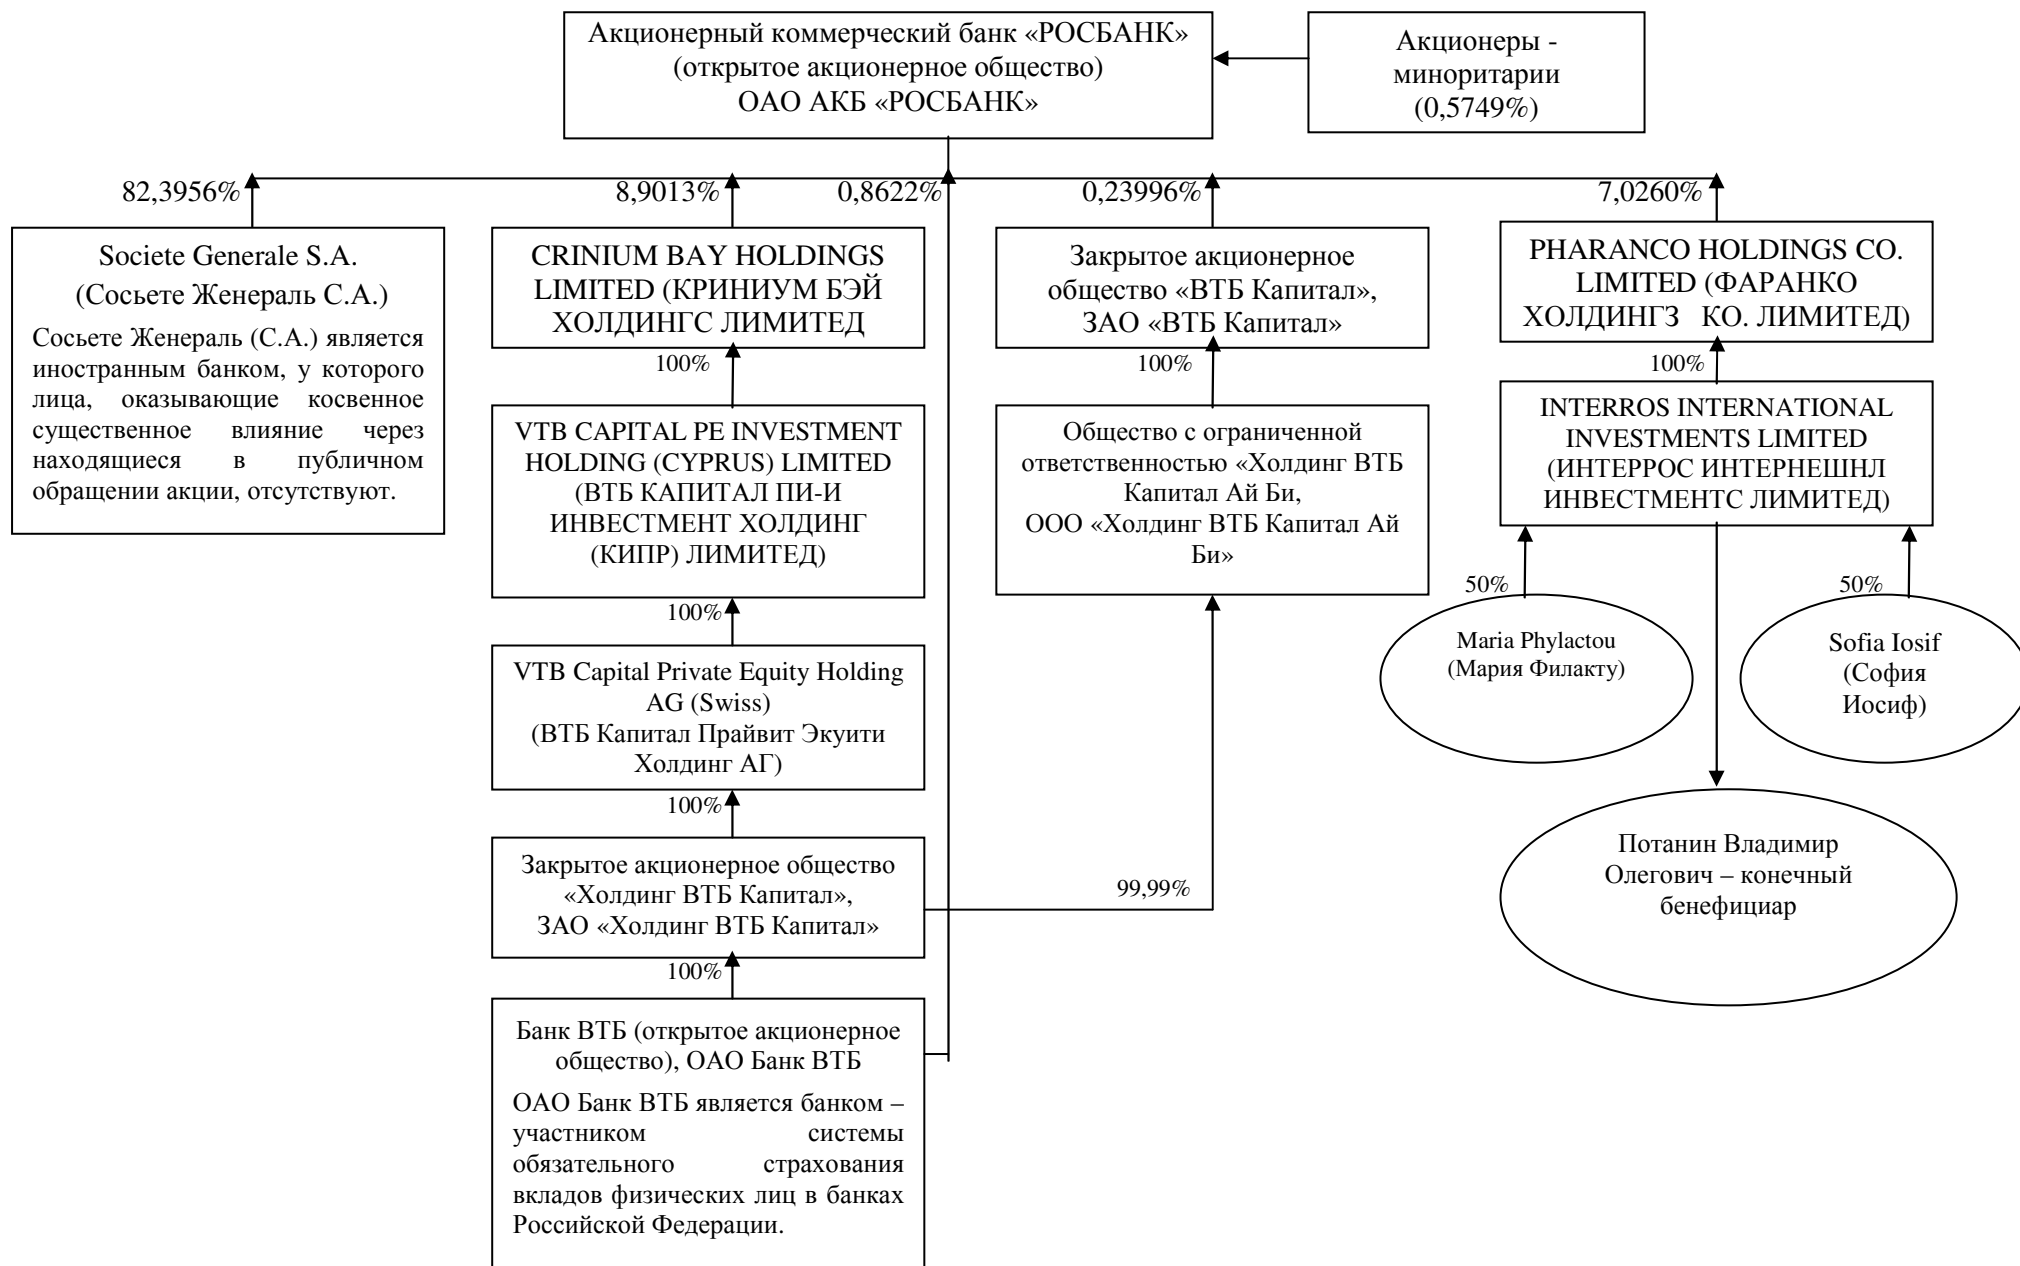 Акционерный коммерческий банк «РОСБАНК»
(открытое акционерное общество)
ОАО АКБ «РОСБАНК»
Акционеры -
миноритарии
(0,5749%)
82,3956%
8,9013%
0,8622%
0,23996%
7,0260%
Societe Generale S.A.
(Сосьете Женераль С.А.)
Сосьете Женераль (С.А.) является
иностранным банком, у которого
лица, оказывающие косвенное
существенное влияние через
находящиеся в публичном
обращении акции, отсутствуют.
CRINIUM BAY HOLDINGS
LIMITED (КРИНИУМ БЭЙ
ХОЛДИНГС ЛИМИТЕД
100%
VTB CAPITAL PE INVESTMENT
HOLDING (CYPRUS) LIMITED
(ВТБ КАПИТАЛ ПИ-И
ИНВЕСТМЕНТ ХОЛДИНГ
(КИПР) ЛИМИТЕД)
100%
VTB Capital Private Equity Holding
AG (Swiss)
(ВТБ Капитал Прайвит Экуити
Холдинг АГ)
100%
Закрытое акционерное общество
«Холдинг ВТБ Капитал»,
ЗАО «Холдинг ВТБ Капитал»
100%
Банк ВТБ (открытое акционерное
общество), ОАО Банк ВТБ
ОАО Банк ВТБ является банком –
участником системы
обязательного страхования
вкладов физических лиц в банках
Российской Федерации.
Закрытое акционерное
общество «ВТБ Капитал»,
ЗАО «ВТБ Капитал»
100%
Общество с ограниченной
ответственностью «Холдинг ВТБ
Капитал Ай Би,
ООО «Холдинг ВТБ Капитал Ай
Би»
99,99%
PHARANCO HOLDINGS CO.
LIMITED (ФАРАНКО
ХОЛДИНГЗ КО. ЛИМИТЕД)
100%
INTERROS INTERNATIONAL
INVESTMENTS LIMITED
(ИНТЕРРОС ИНТЕРНЕШНЛ
ИНВЕСТМЕНТС ЛИМИТЕД)
50%
50%
Maria Phylactou
(Мария Филакту)
Sofia Iosif
(София
Иосиф)
Потанин Владимир
Олегович – конечный
бенефициар